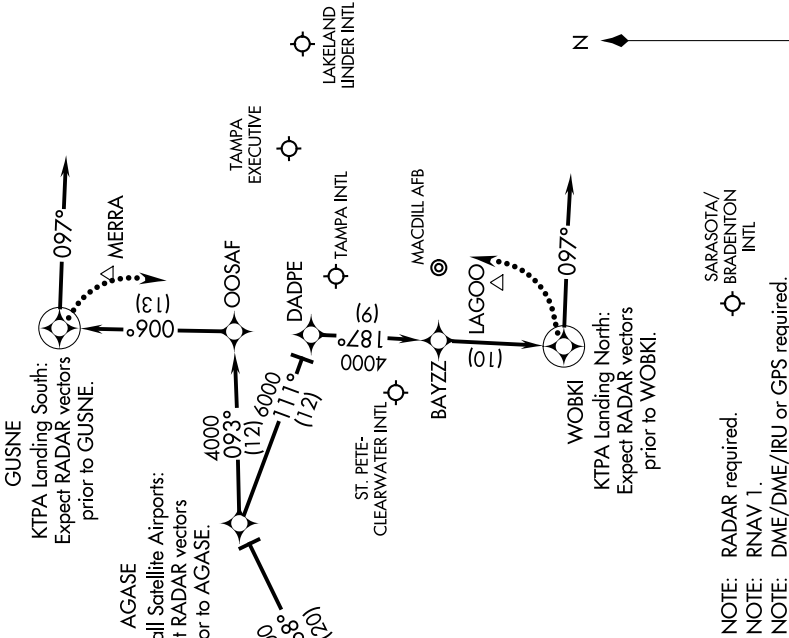 GUSNE
KTPA Landing South:
Expect RADAR vectors
prior to GUSNE.
097°
MERRA
(13)
006°
OOSAF
TAMPA
EXECUTIVE
LAKELAND
LINDER INTL
N
AGASE
all Satellite Airports:
t RADAR vectors
or to AGASE.
4000
093°
(12)
6000
111°
(12)
DADPE
TAMPA INTL
MACDILL AFB
187°
(9)
4000
ST. PETE-
CLEARWATER INTL
BAYZZ
LAGOO
(10)
097°
WOBKI
KTPA Landing North:
Expect RADAR vectors
prior to WOBKI.
SARASOTA/
BRADENTON
INTL
8°
(20)
NOTE: RADAR required.
NOTE: RNAV 1.
NOTE: DME/DME/IRU or GPS required.